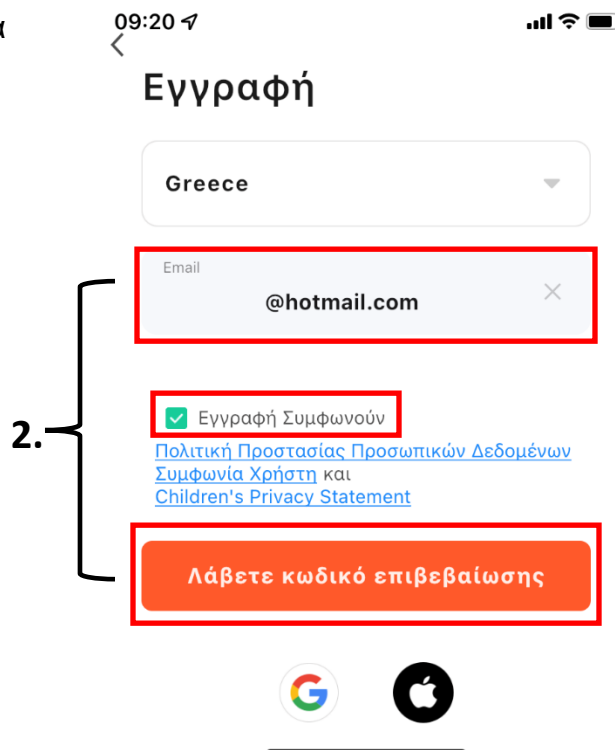 09:20
Εγγραφή
Greece
Email
@hotmail.com
2.
Εγγραφή Συμφωνούν
Πολιτική Προστασίας Προσωπικών Δεδομένων
Συμφωνία Χρήστη και
Children's Privacy Statement
Λάβετε κωδικό επιβεβαίωσης